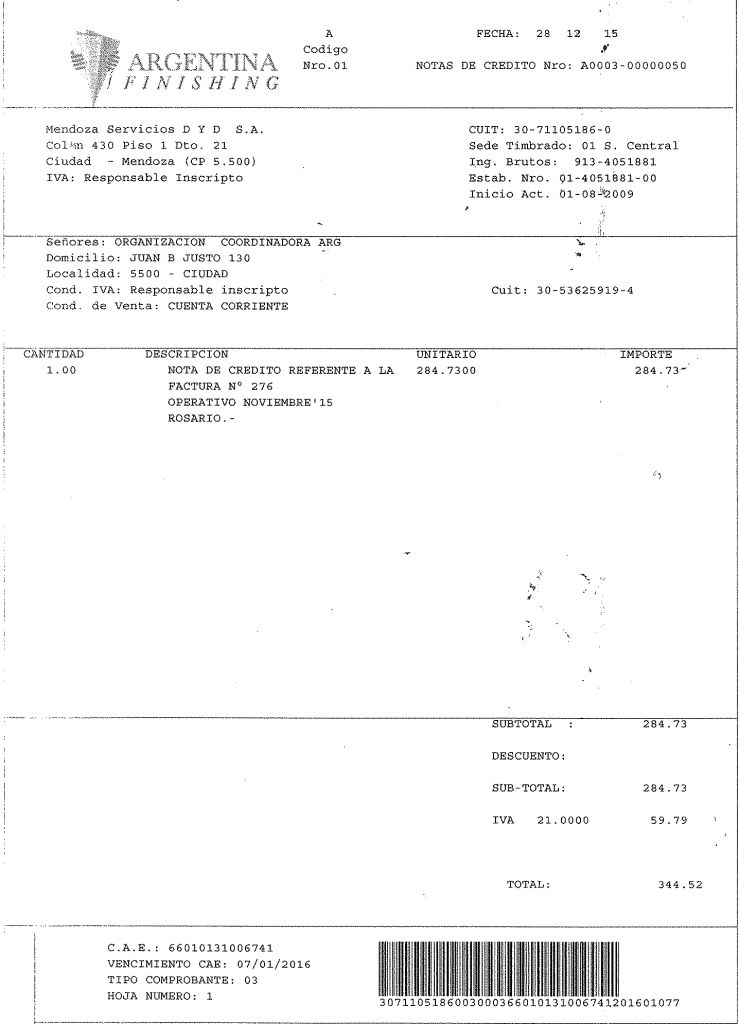 ARGENTINA
FINISHING
A
Codigo
Nro.01
FECHA: 28 12 15
NOTAS DE CREDITO Nro: A0003-00000050
Mendoza Servicios D Y D S.A.
430 Piso 1 Dto. 21
Ciudad - Mendoza (CP 5.500)
IVA: Responsable Inscripto
CUIT: 30-71105186-0
Sede Timbrado: 01 S. Central
Ing. Brutos: 913-4051881
Estab. Nro. 01-4051881-00
Inicio Act. 01-08-2009
Señores: ORGANIZACION COORDINADORA ARG
Domicilio: JUAN B JUSTO 130
Localidad: 5500 - CIUDAD
Cond. IVA: Responsable inscripto
Cuit: 30-53625919-4
Cond. de Venta: CUENTA CORRIENTE
CANTIDAD DESCRIPCION UNITARIO IMPORTE
1.00 NOTA DE CREDITO REFERENTE A LA 284.7300 284.73
FACTURA N° 276
OPERATIVO NOVIEMBRE'15
ROSARIO.-
SUBTOTAL : 284.73
DESCUENTO:
SUB-TOTAL: 284.73
IVA 21.0000 59.79
TOTAL: 344.52
C.A.E.: 66010131006741
VENCIMIENTO CAE: 07/01/2016
TIPO COMPROBANTE: 03
HOJA NUMERO: 1
3071105186003000366010131006741201601077